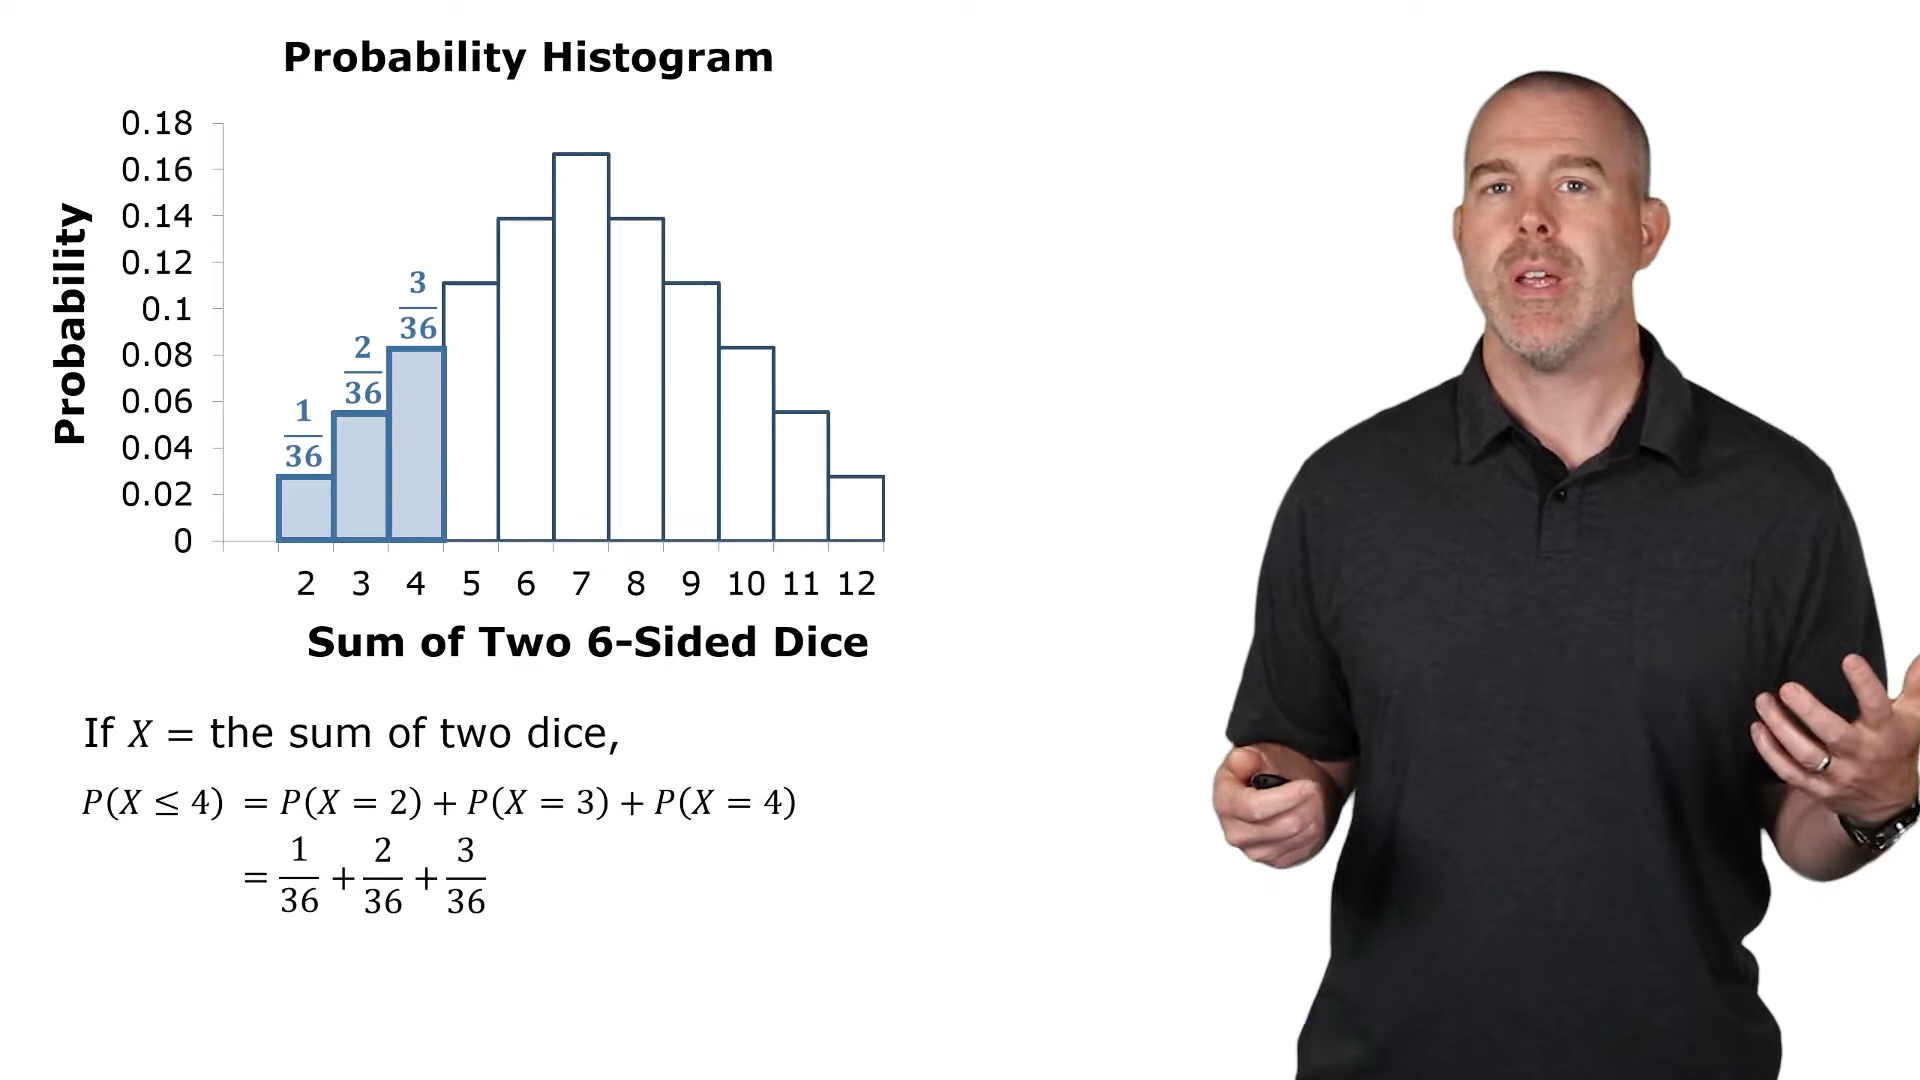 Probability Histogram
Probability
0.18
0.16
0.14
0.12
0.1
0.08
0.06
0.04
0.02
0
1/36
2/36
3/36
2 3 4 5 6 7 8 9 10 11 12
Sum of Two 6-Sided Dice
If X = the sum of two dice,
P(X ≤ 4) = P(X = 2) + P(X = 3) + P(X = 4)
= 1/36 + 2/36 + 3/36